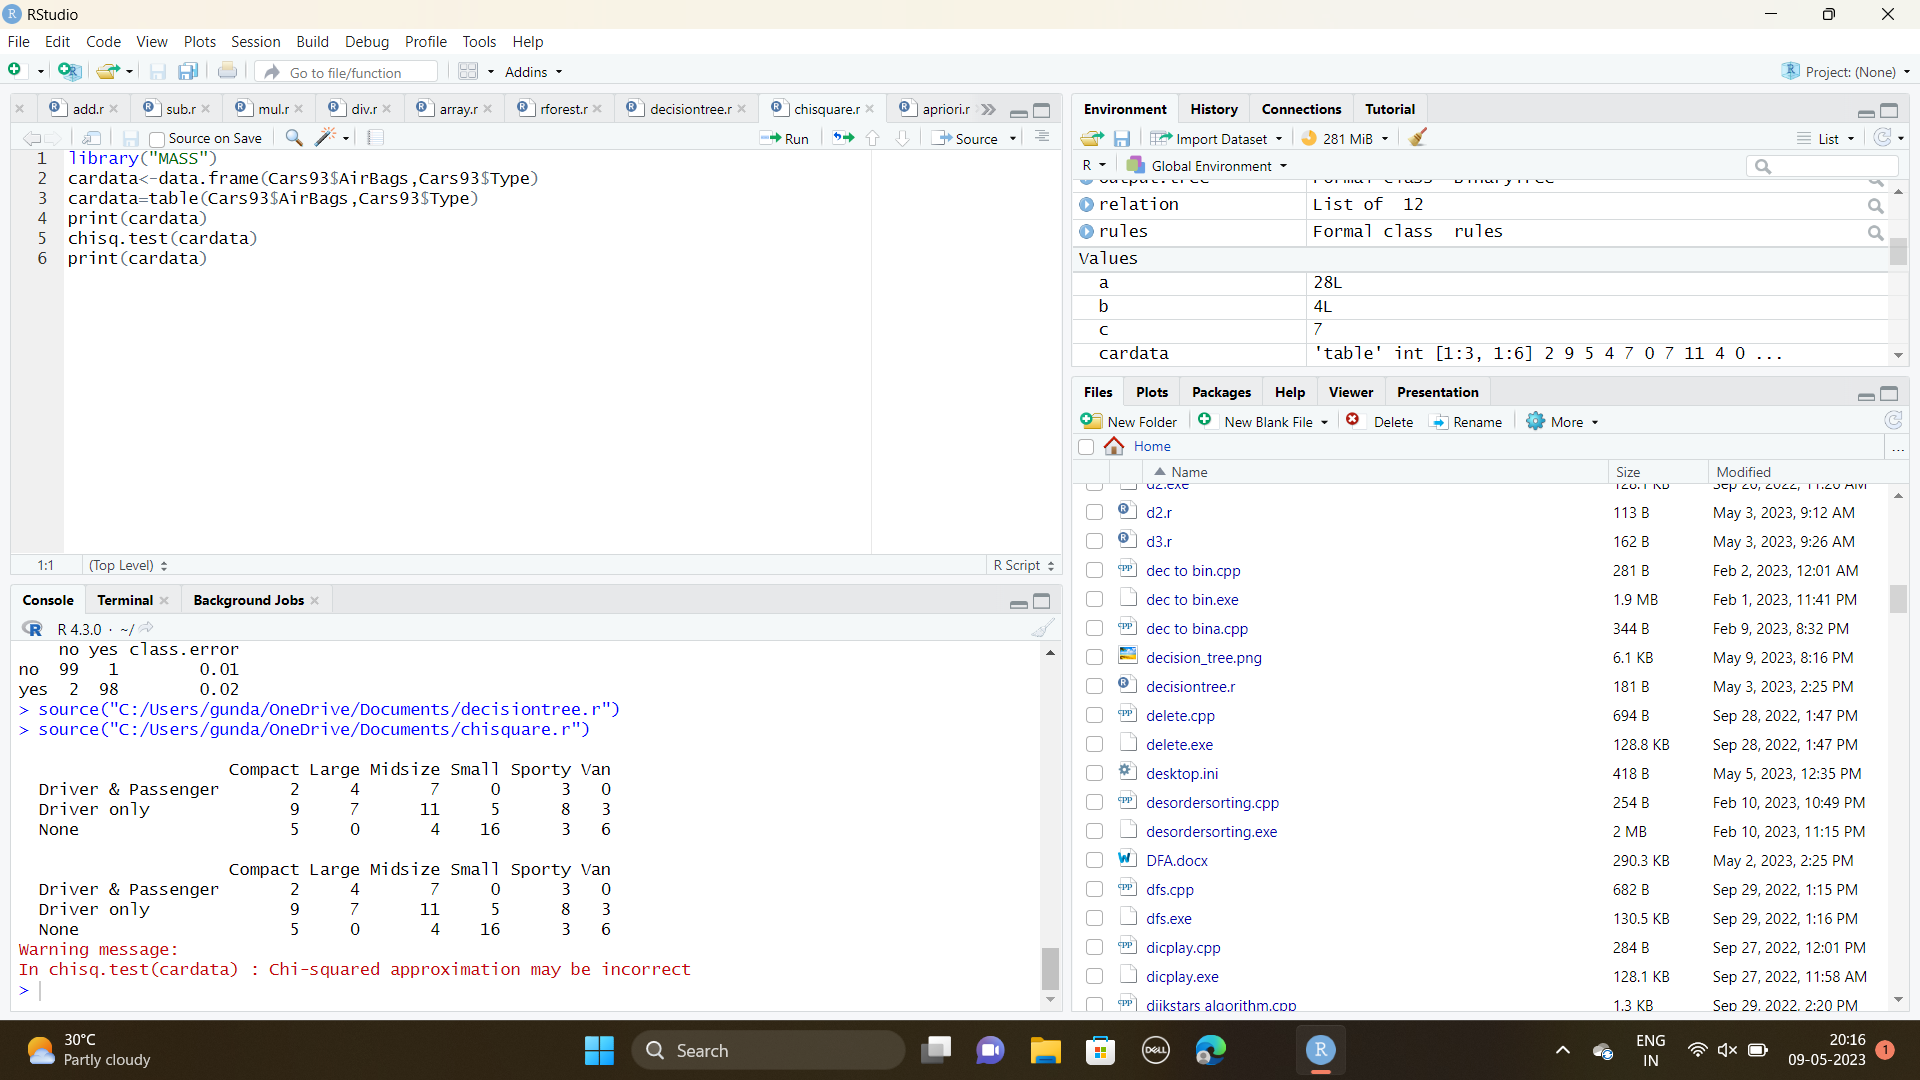 RStudio
File Edit Code View Plots Session Build Debug Profile Tools Help
Go to file/function Addins Project: (None)
add.r sub.r mul.r div.r array.r rforest.r decisiontree.r chisquare.r apriori.r
Source on Save Run Source
1 library("MASS")
2 cardata<-data.frame(Cars93$AirBags,Cars93$Type)
3 cardata=table(Cars93$AirBags,Cars93$Type)
4 print(cardata)
5 chisq.test(cardata)
6 print(cardata)
1:1 (Top Level) R Script
Console Terminal Background Jobs
R 4.3.0 · ~/
no yes class.error
no 99 1 0.01
yes 2 98 0.02
> source("C:/Users/gunda/OneDrive/Documents/decisiontree.r")
> source("C:/Users/gunda/OneDrive/Documents/chisquare.r")
Compact Large Midsize Small Sporty Van
Driver & Passenger 2 4 7 0 3 0
Driver only 9 7 11 5 8 3
None 5 0 4 16 3 6
Compact Large Midsize Small Sporty Van
Driver & Passenger 2 4 7 0 3 0
Driver only 9 7 11 5 8 3
None 5 0 4 16 3 6
Warning message:
In chisq.test(cardata) : Chi-squared approximation may be incorrect
>
Environment History Connections Tutorial
Import Dataset 281 MiB List
R Global Environment
output.tree Formal class BinaryTree
relation List of 12
rules Formal class rules
Values
a 28L
b 4L
c 7
cardata 'table' int [1:3, 1:6] 2 9 5 4 7 0 7 11 4 0 ...
Files Plots Packages Help Viewer Presentation
New Folder New Blank File Delete Rename More
Home ...
Name Size Modified
d2.exe 128.1 KB Sep 26, 2022, 11:20 AM
d2.r 113 B May 3, 2023, 9:12 AM
d3.r 162 B May 3, 2023, 9:26 AM
dec to bin.cpp 281 B Feb 2, 2023, 12:01 AM
dec to bin.exe 1.9 MB Feb 1, 2023, 11:41 PM
dec to bina.cpp 344 B Feb 9, 2023, 8:32 PM
decision_tree.png 6.1 KB May 9, 2023, 8:16 PM
decisiontree.r 181 B May 3, 2023, 2:25 PM
delete.cpp 694 B Sep 28, 2022, 1:47 PM
delete.exe 128.8 KB Sep 28, 2022, 1:47 PM
desktop.ini 418 B May 5, 2023, 12:35 PM
desordersorting.cpp 254 B Feb 10, 2023, 10:49 PM
desordersorting.exe 2 MB Feb 10, 2023, 11:15 PM
DFA.docx 290.3 KB May 2, 2023, 2:25 PM
dfs.cpp 682 B Sep 29, 2022, 1:15 PM
dfs.exe 130.5 KB Sep 29, 2022, 1:16 PM
dicplay.cpp 284 B Sep 27, 2022, 12:01 PM
dicplay.exe 128.1 KB Sep 27, 2022, 11:58 AM
dijkstars algorithm.cpp 1.3 KB Sep 29, 2022, 2:20 PM
30°C
Partly cloudy
Search
DELL
R
ENG
IN
20:16
09-05-2023
1